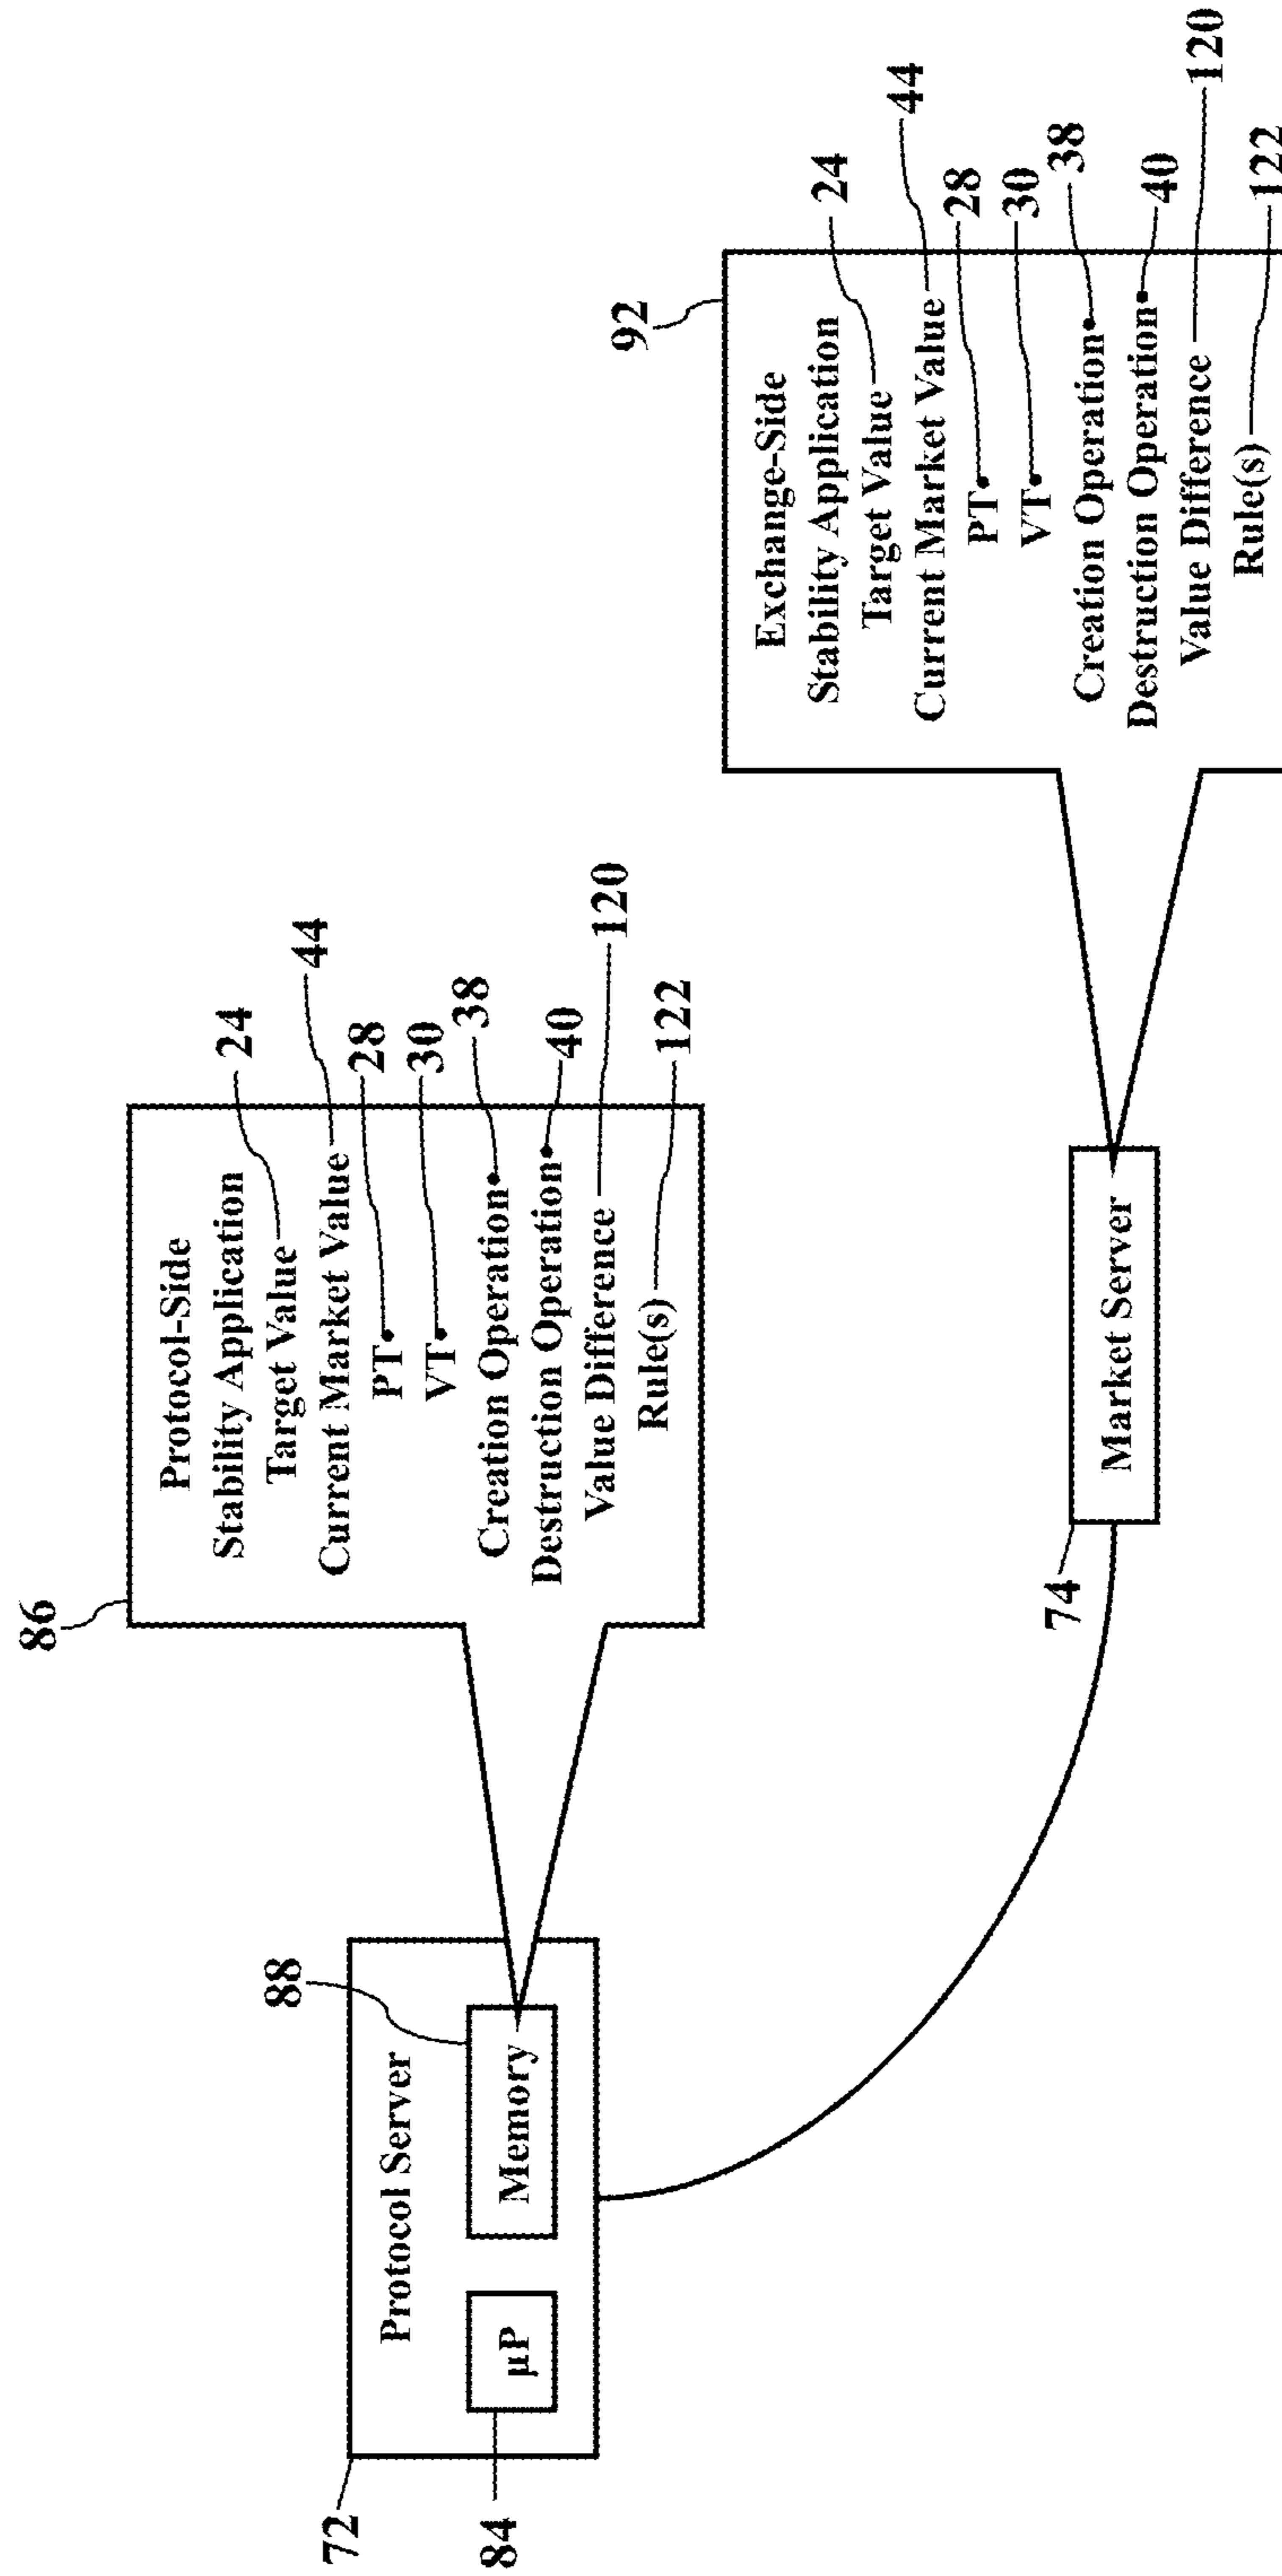 86
Protocol-Side
Stability Application
Target Value 24
Current Market Value 44
PT 28
VT 30
Creation Operation 38
Destruction Operation 40
Value Difference 120
Rule(s) 122
72
Protocol Server
88
84
µP
Memory
92
Exchange-Side
Stability Application
Target Value 24
Current Market Value 44
PT 28
VT 30
Creation Operation 38
Destruction Operation 40
Value Difference 120
Rule(s) 122
74
Market Server